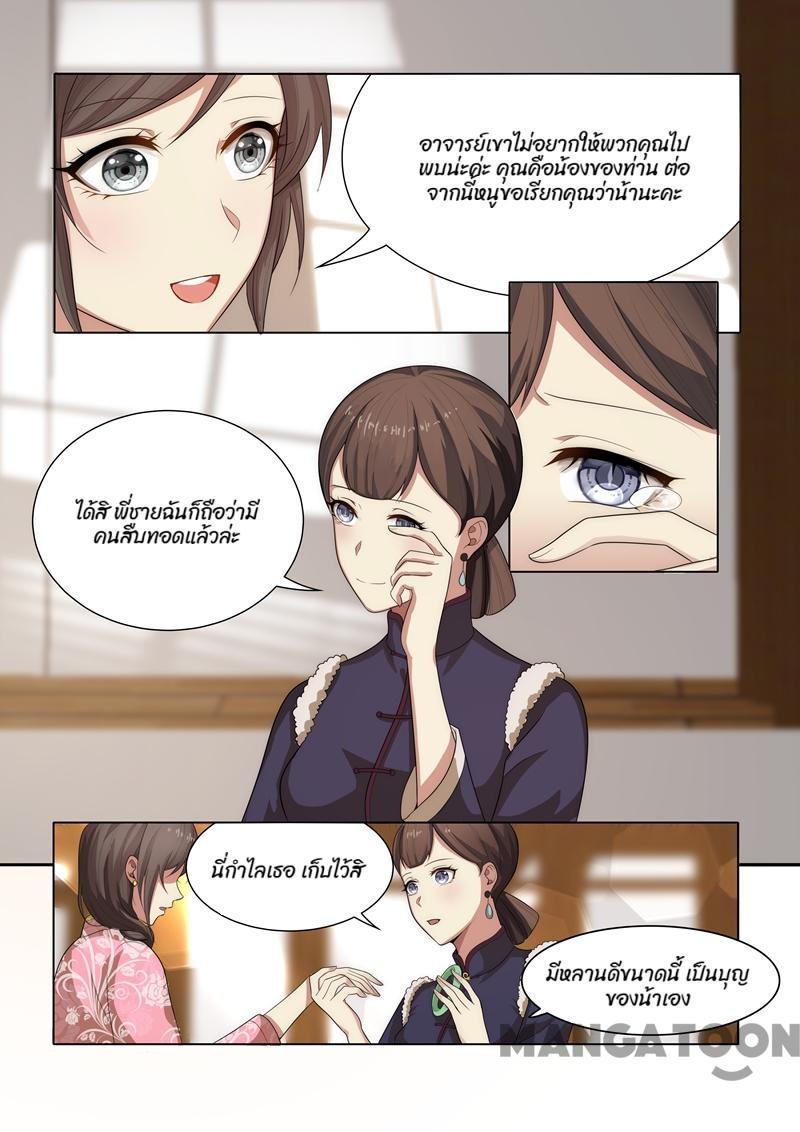 อาจารย์เขาไม่อยากให้พวกคุณไป
พบน่ะค่ะ คุณคือน้องของท่าน ต่อ
จากนี้หนูขอเรียกคุณว่าน้านะคะ
ได้สิ พี่ชายฉันก็ถือว่ามี
คนสืบทอดแล้วล่ะ
นี่กำไลเธอ เก็บไว้สิ
มีหลานดีขนาดนี้ เป็นบุญ
ของน้าเอง
MANGATOON